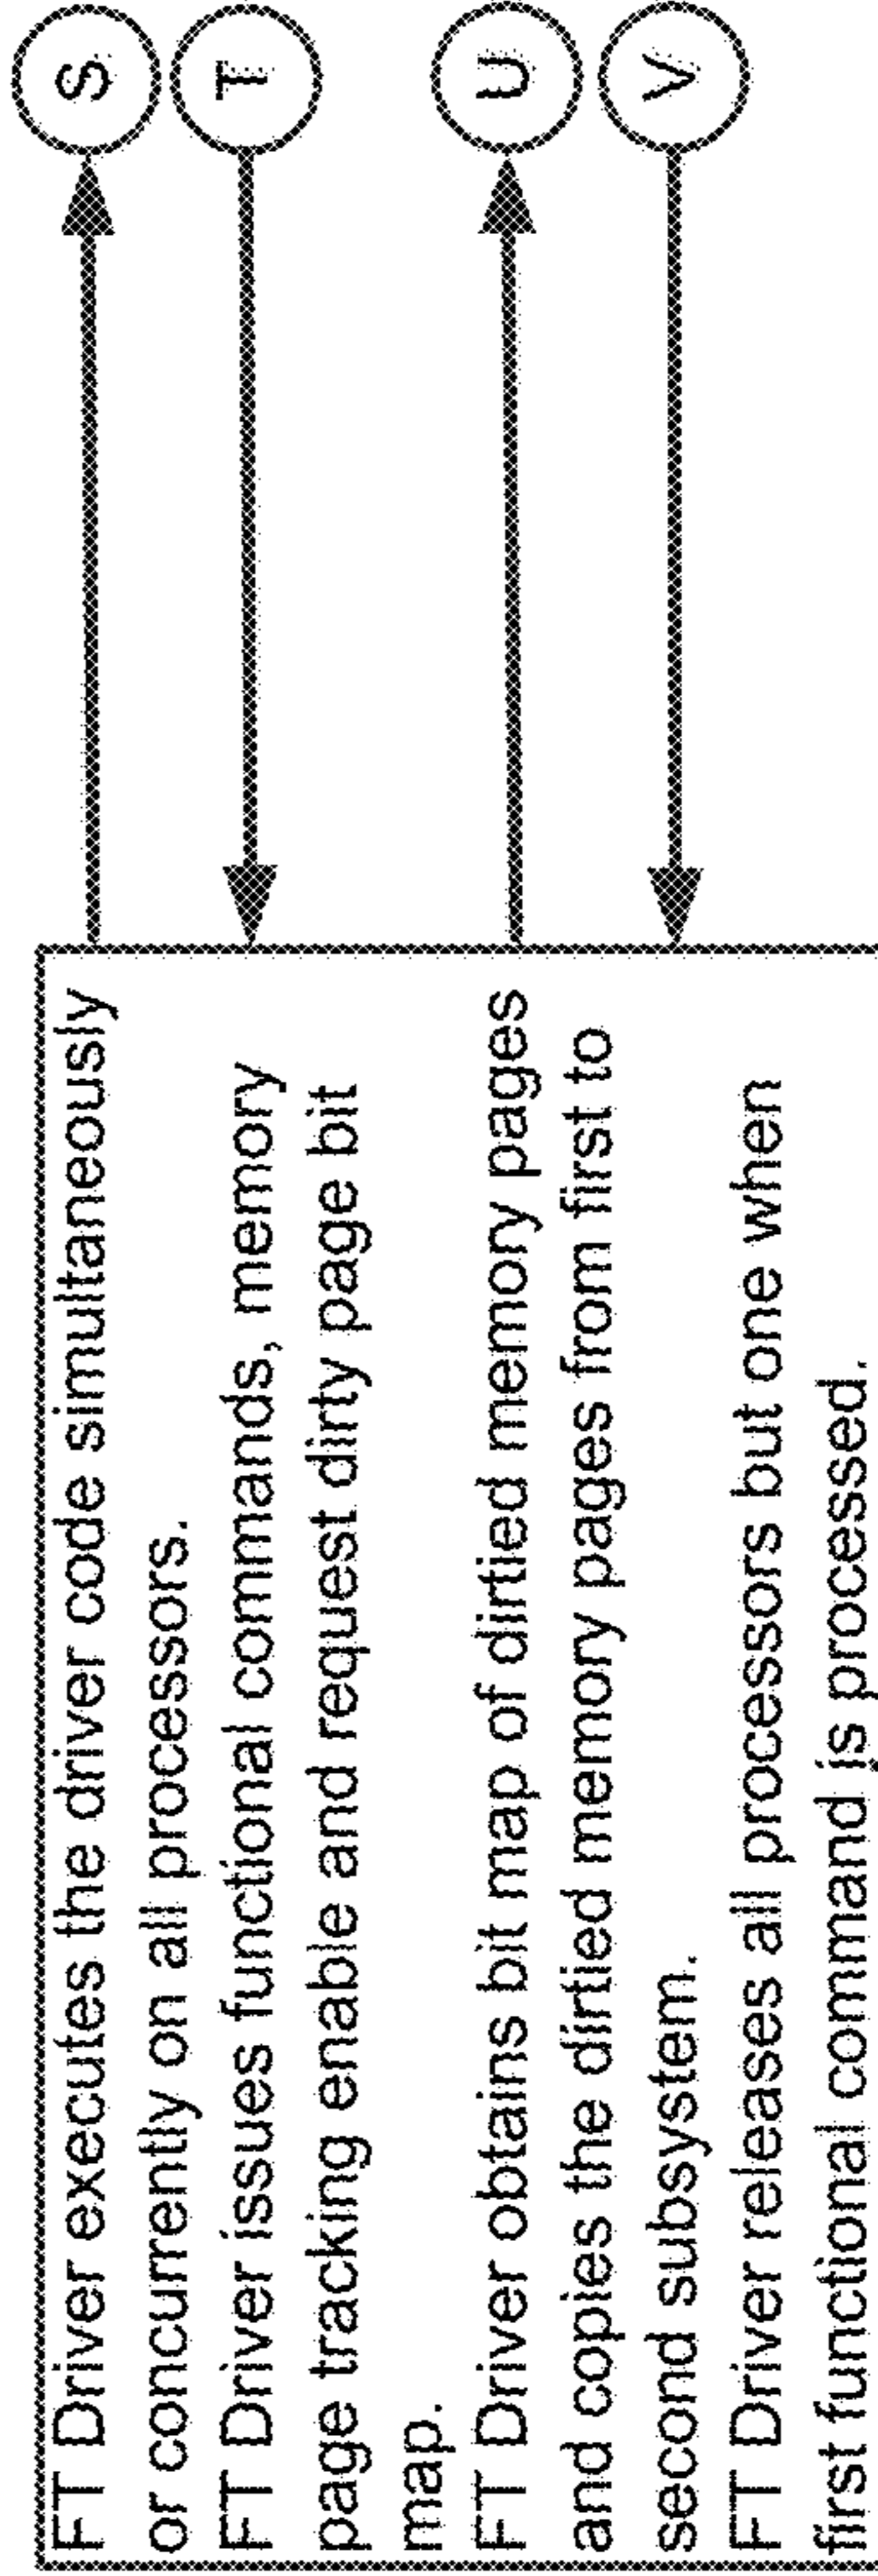 FT Driver executes the driver code simultaneously
or concurrently on all processors.
FT Driver issues functional commands, memory
page tracking enable and request dirty page bit
map.
FT Driver obtains bit map of dirtied memory pages
and copies the dirtied memory pages from first to
second subsystem.
FT Driver releases all processors but one when
first functional command is processed.
S
T
U
V